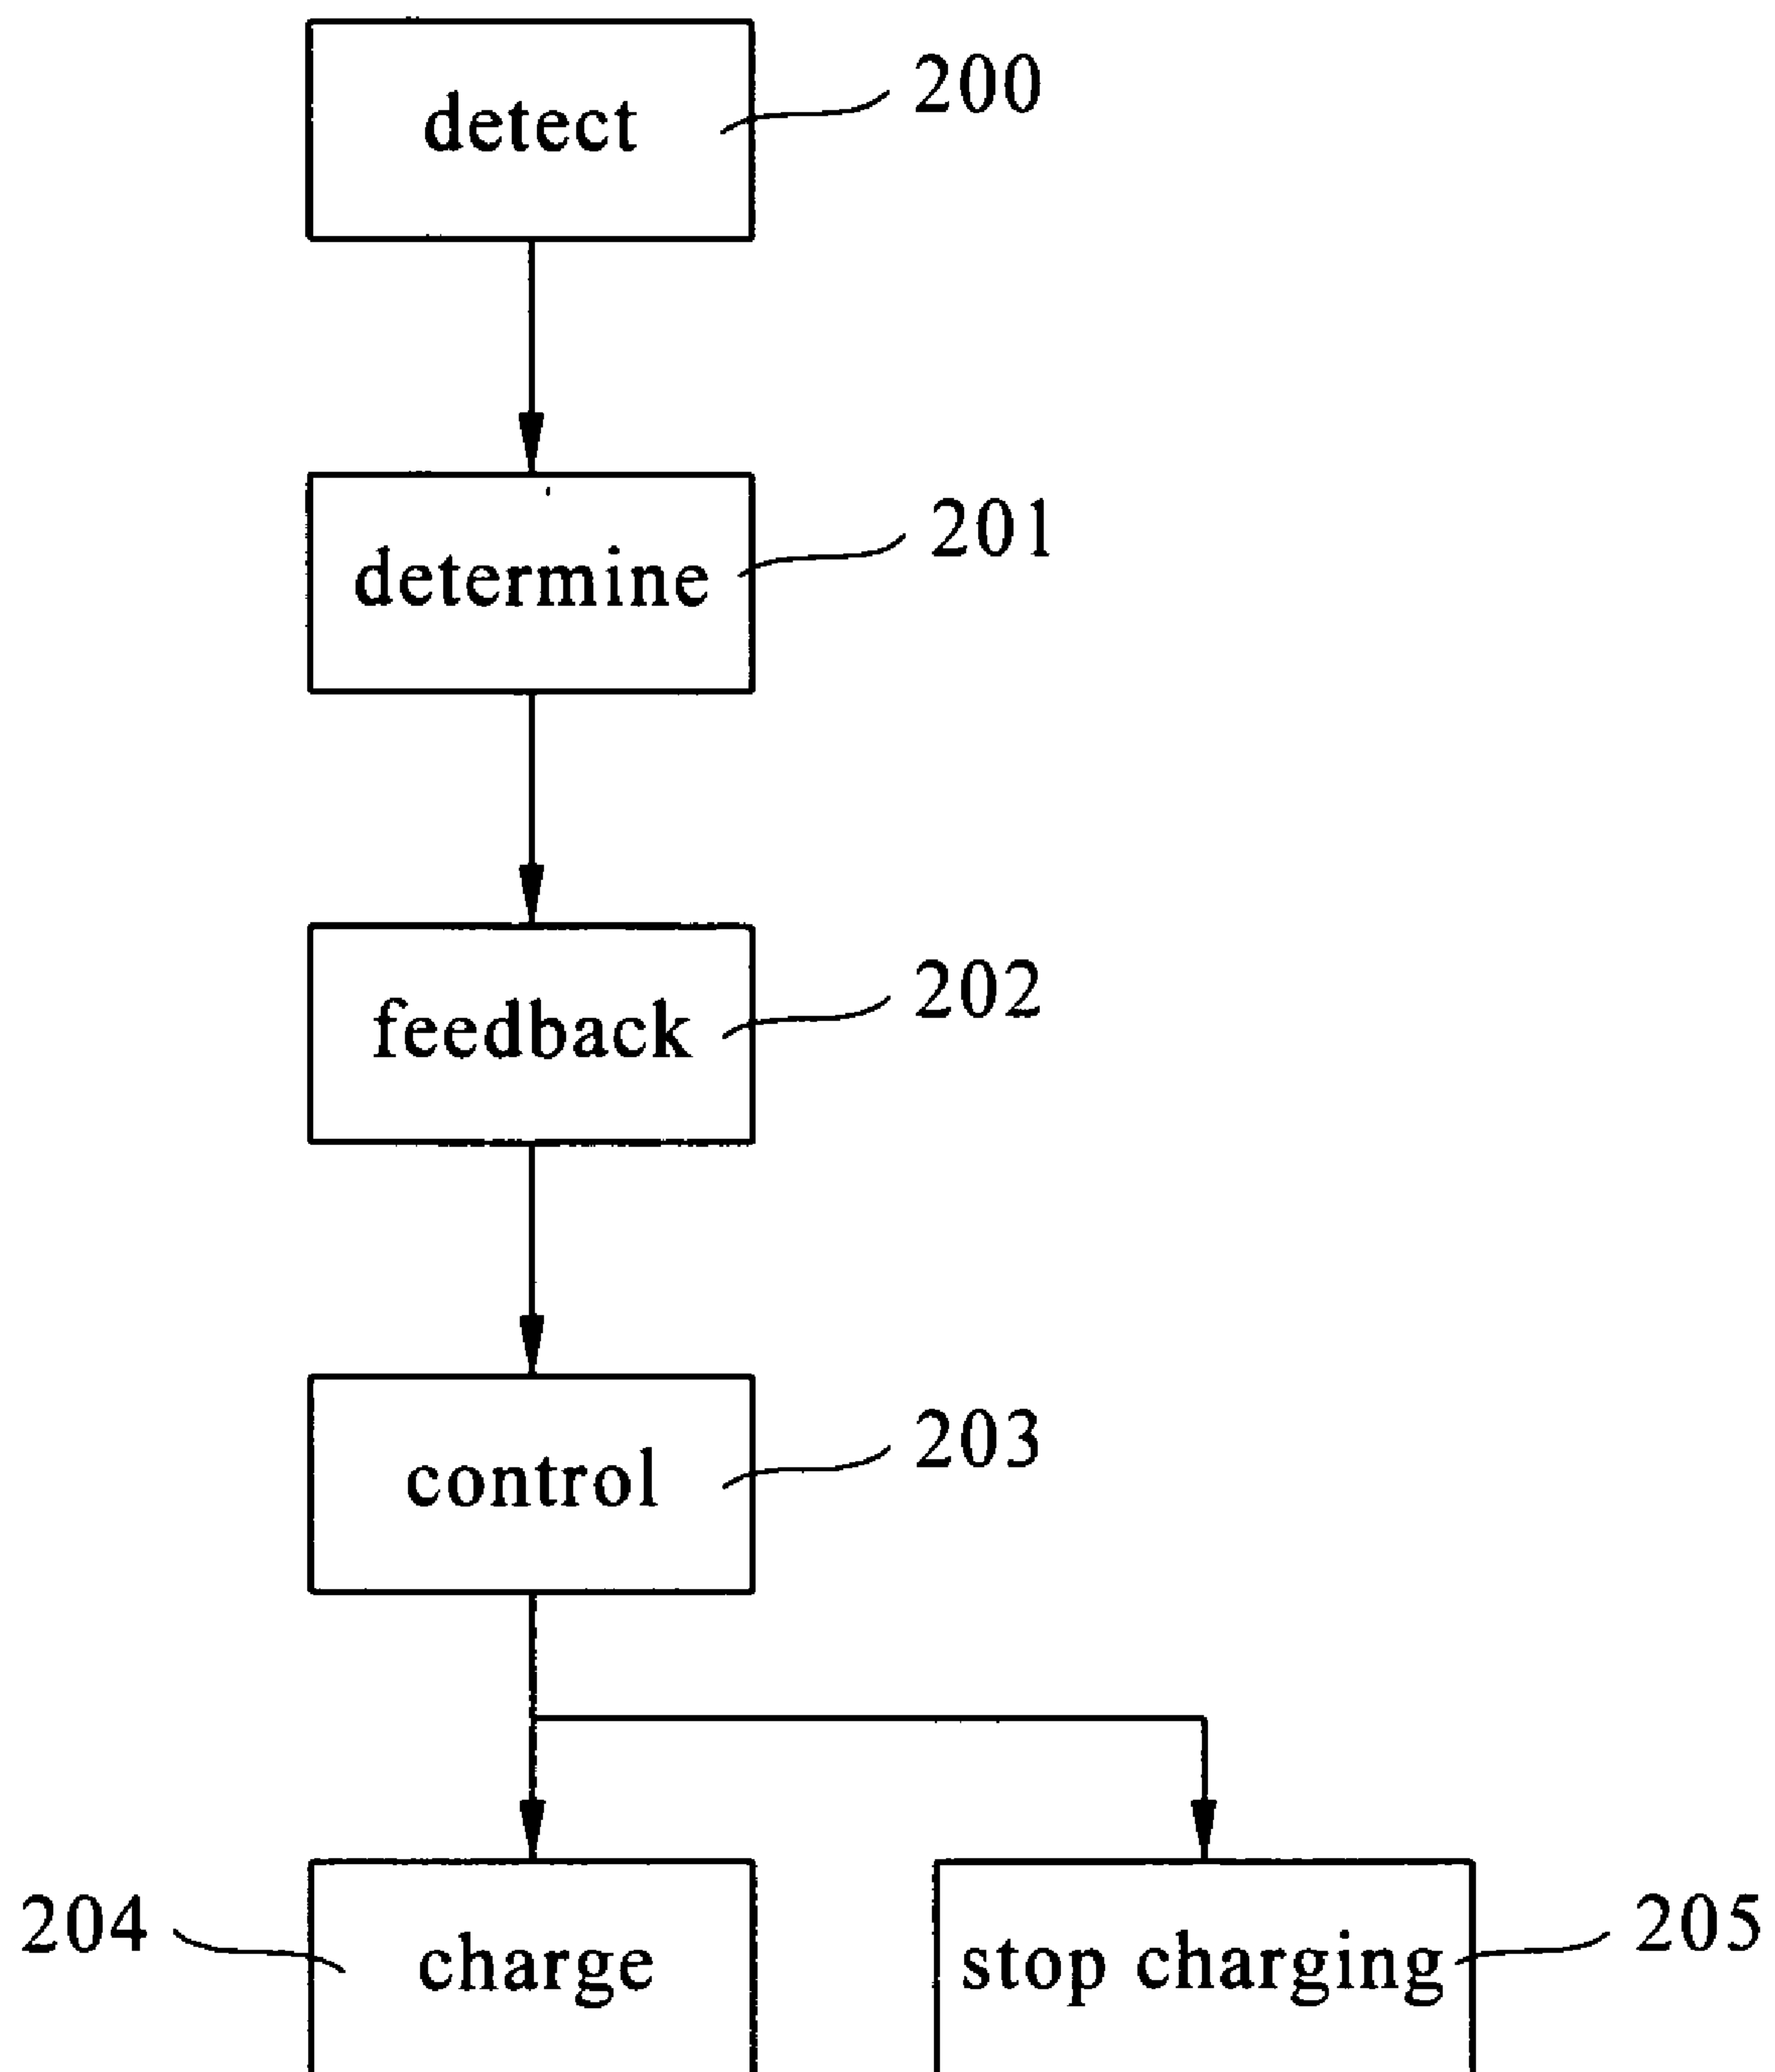 detect
200
determine
201
feedback
202
control
203
204
charge
stop charging
205